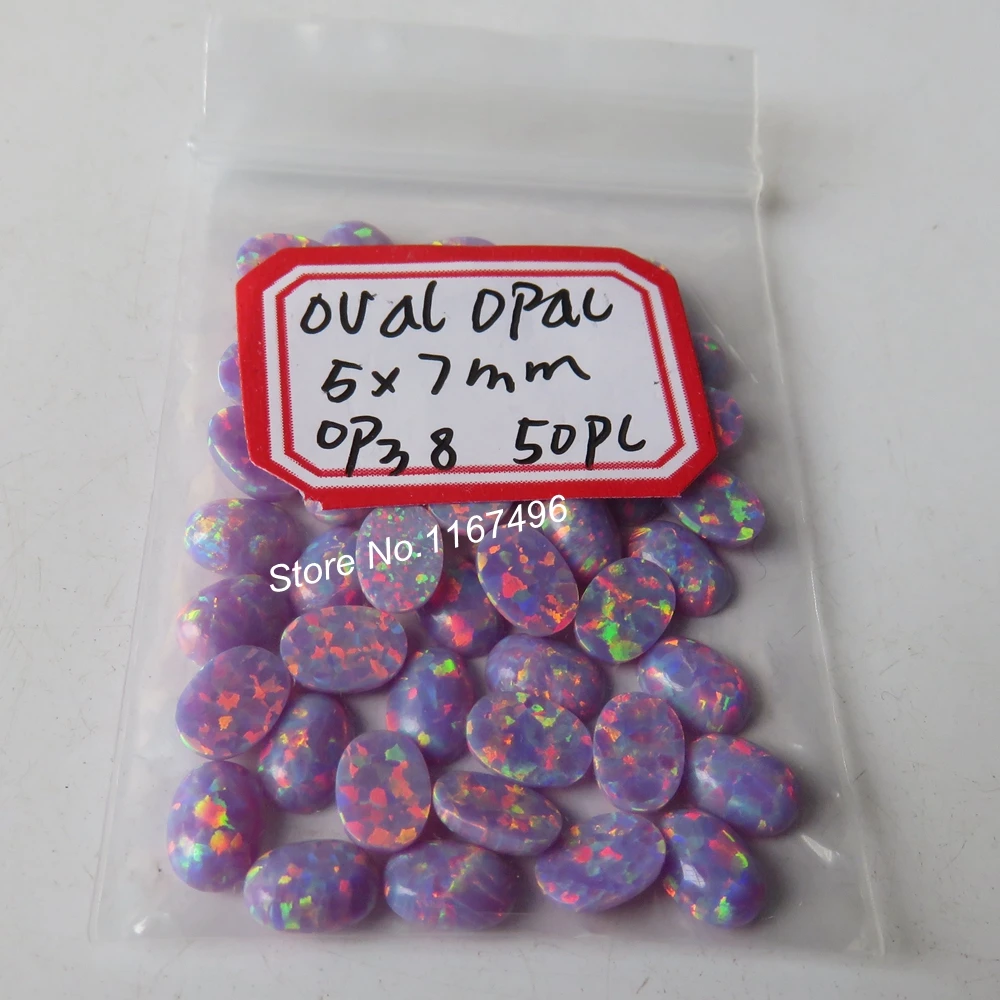 OVal OPal
5x7mm
OP38 50PC
Store No.1167496